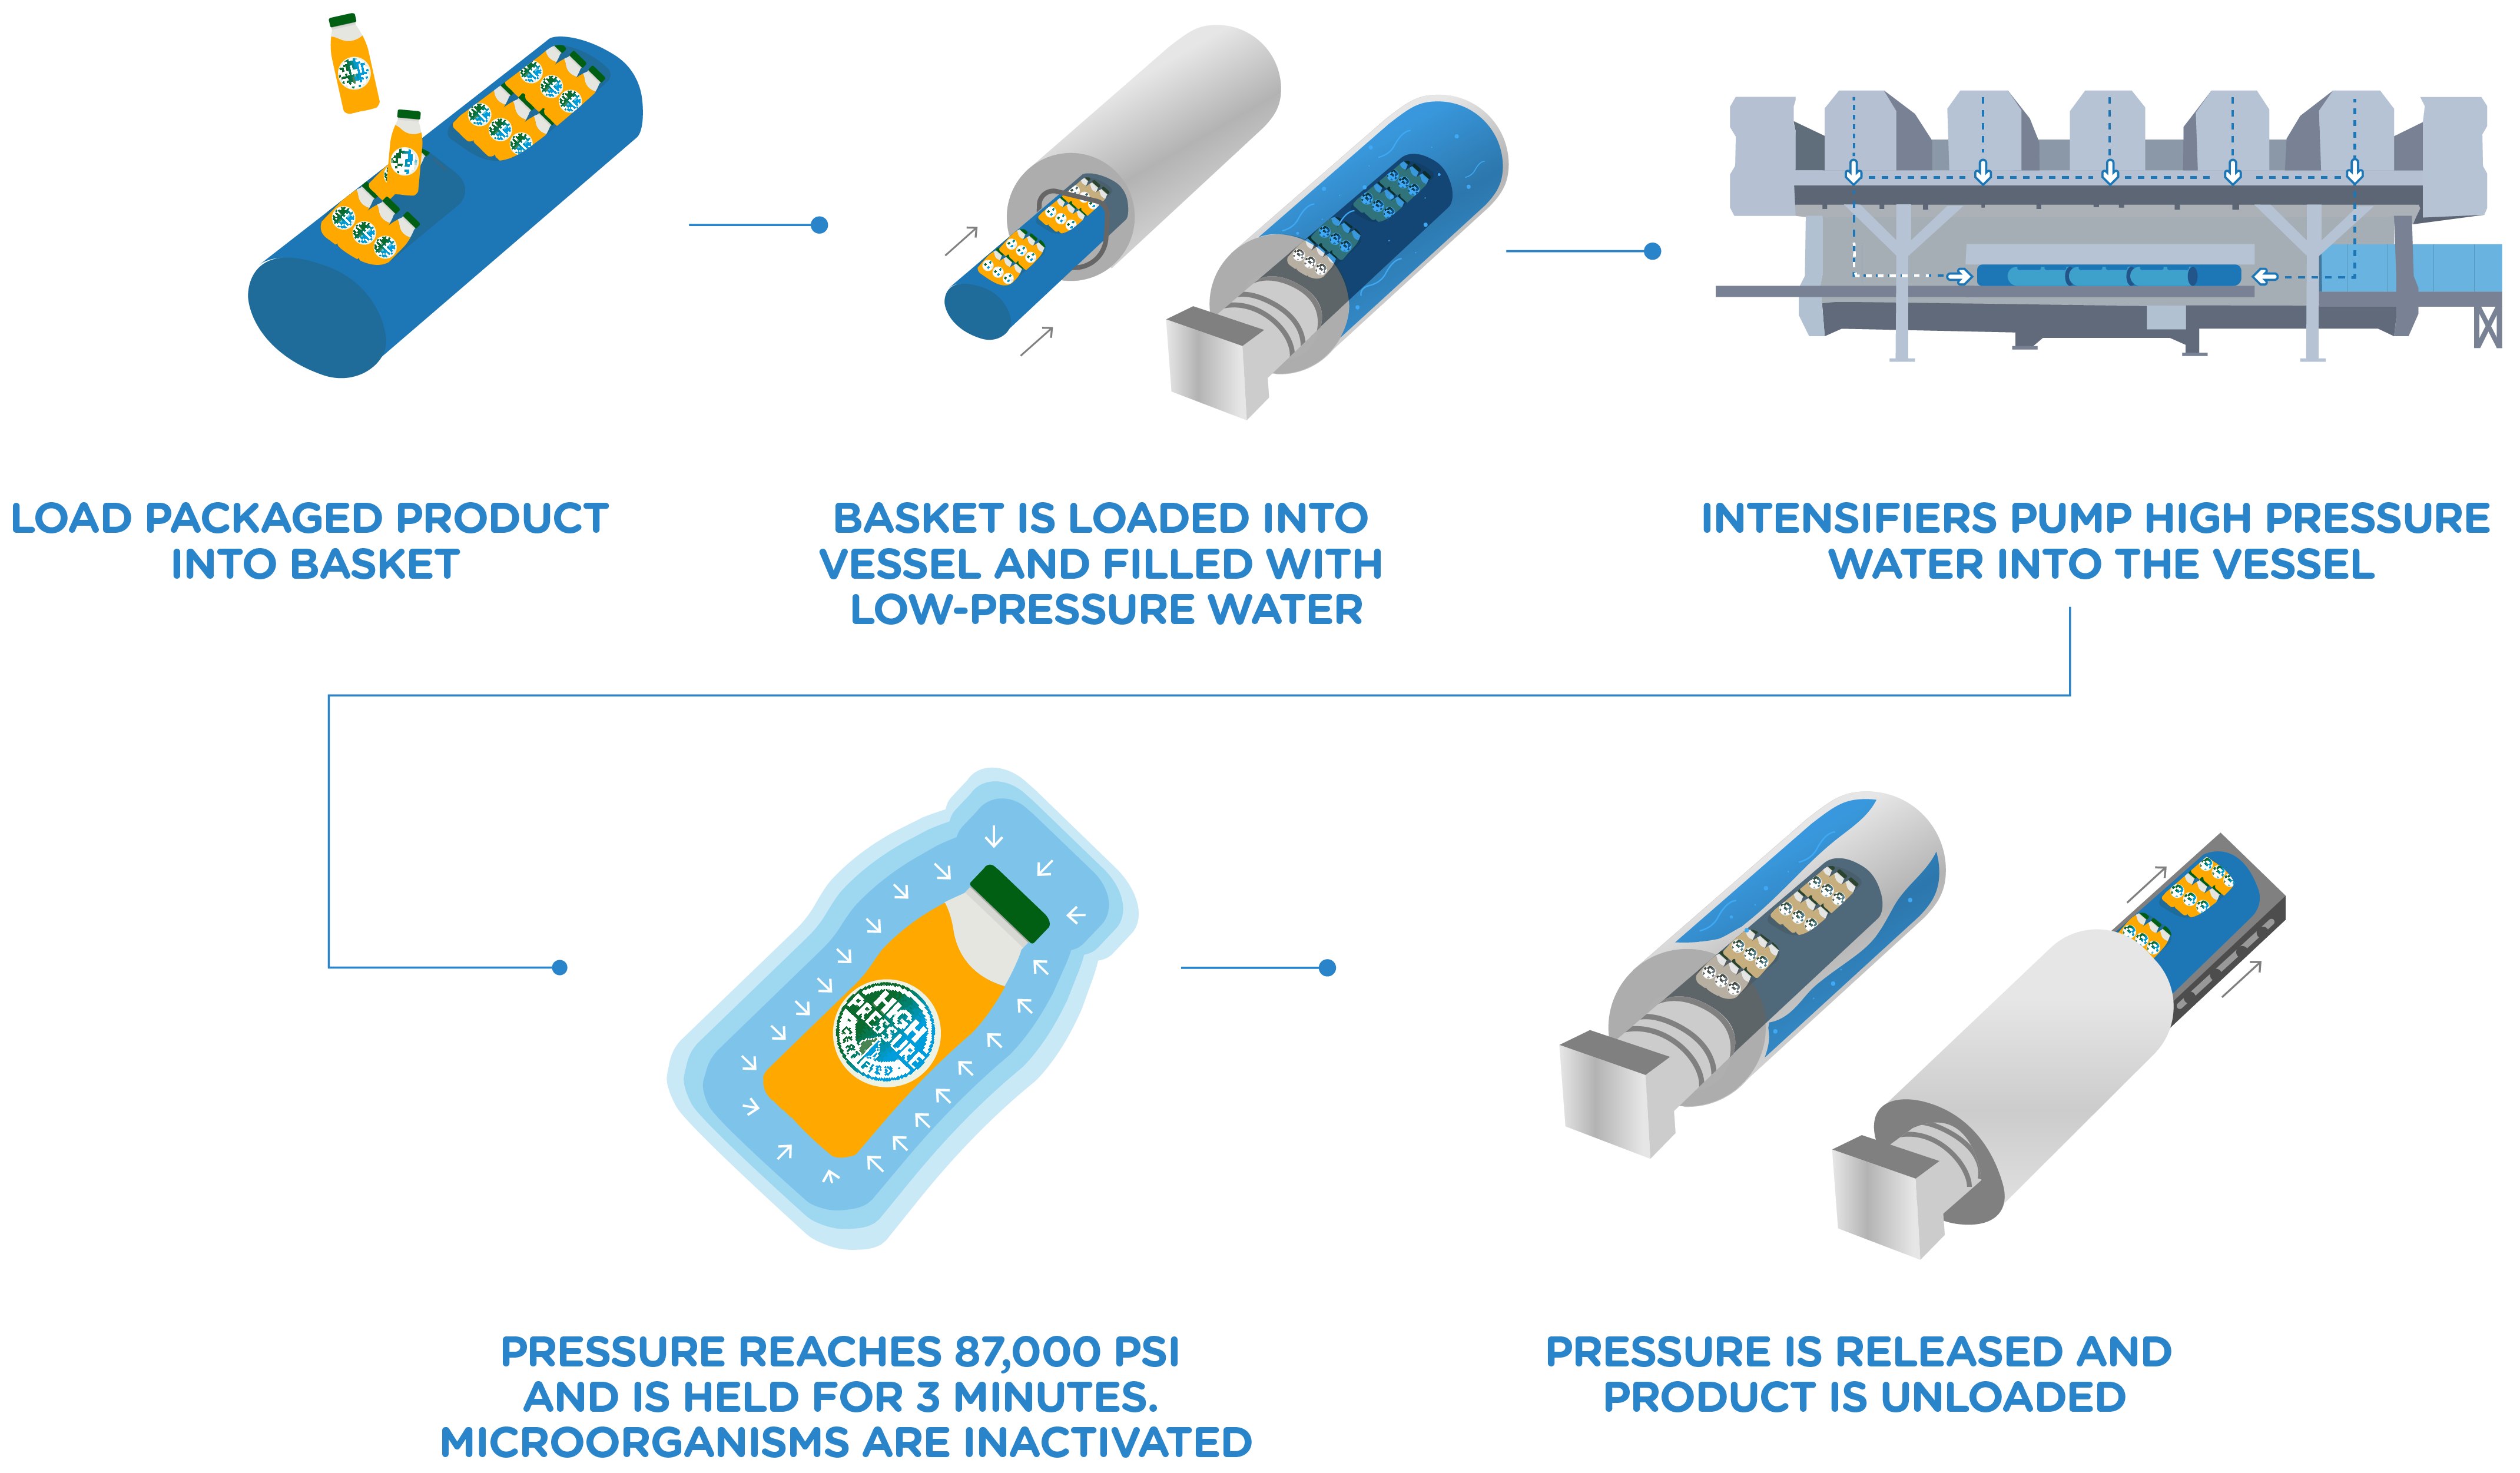 LOAD PACKAGED PRODUCT
INTO BASKET
BASKET IS LOADED INTO
VESSEL AND FILLED WITH
LOW-PRESSURE WATER
INTENSIFIERS PUMP HIGH PRESSURE
WATER INTO THE VESSEL
HIGH
PRESSURE
PRESSURE REACHES 87,000 PSI
AND IS HELD FOR 3 MINUTES.
MICROORGANISMS ARE INACTIVATED
PRESSURE IS RELEASED AND
PRODUCT IS UNLOADED